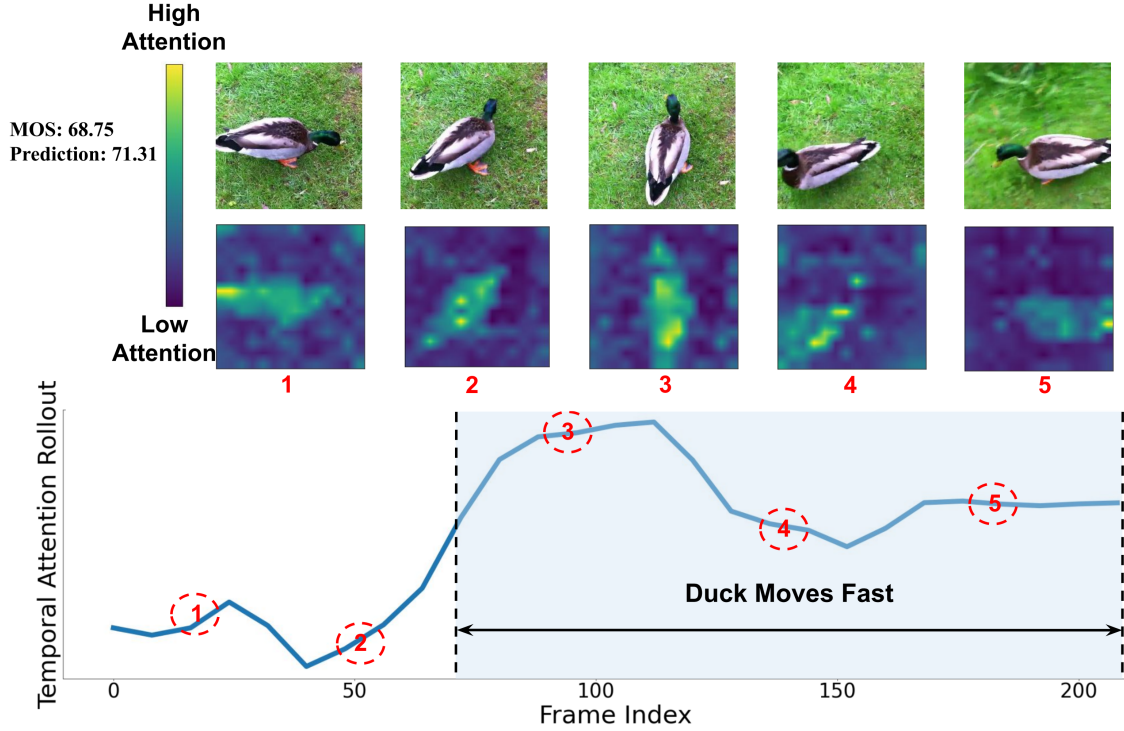 High
Attention
MOS: 68.75
Prediction: 71.31
Low
Attention
1 2 3 4 5
Temporal Attention Rollout
1
2
3
4
5
Duck Moves Fast
0 50 100 150 200
Frame Index